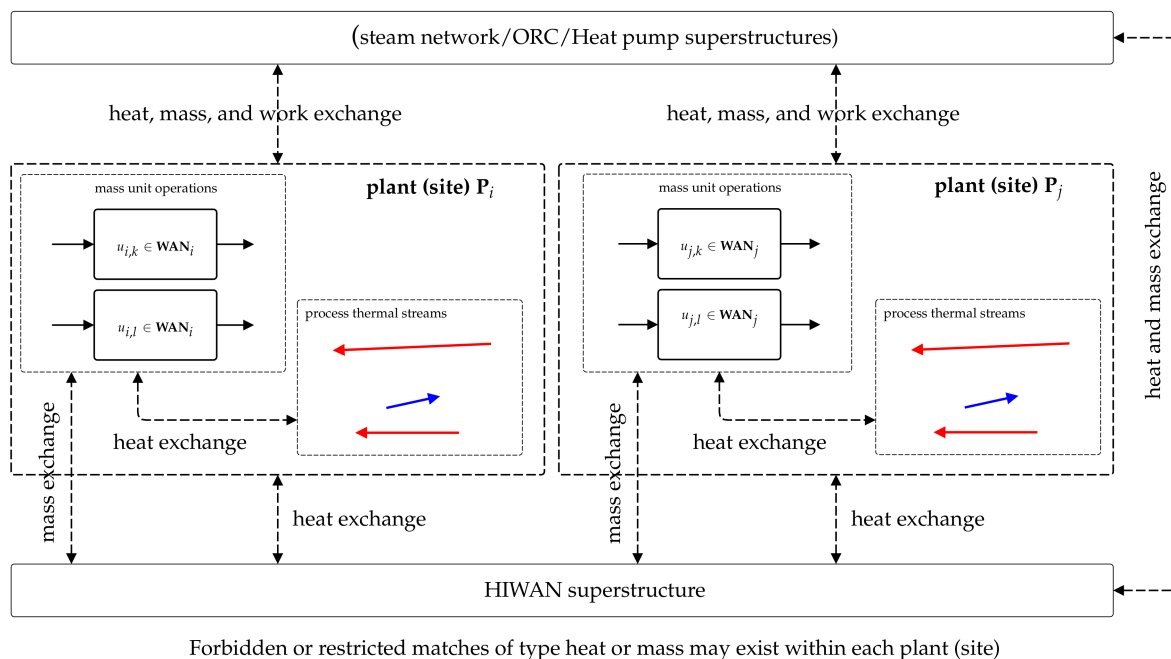 (steam network/ORC/Heat pump superstructures)
heat, mass, and work exchange
heat, mass, and work exchange
plant (site) P_i
mass unit operations
u_{i,k} ∈ WAN_i
u_{i,l} ∈ WAN_i
process thermal streams
heat exchange
mass exchange
heat exchange
plant (site) P_j
mass unit operations
u_{j,k} ∈ WAN_j
u_{j,l} ∈ WAN_j
process thermal streams
heat exchange
mass exchange
heat exchange
heat and mass exchange
HIWAN superstructure
Forbidden or restricted matches of type heat or mass may exist within each plant (site)